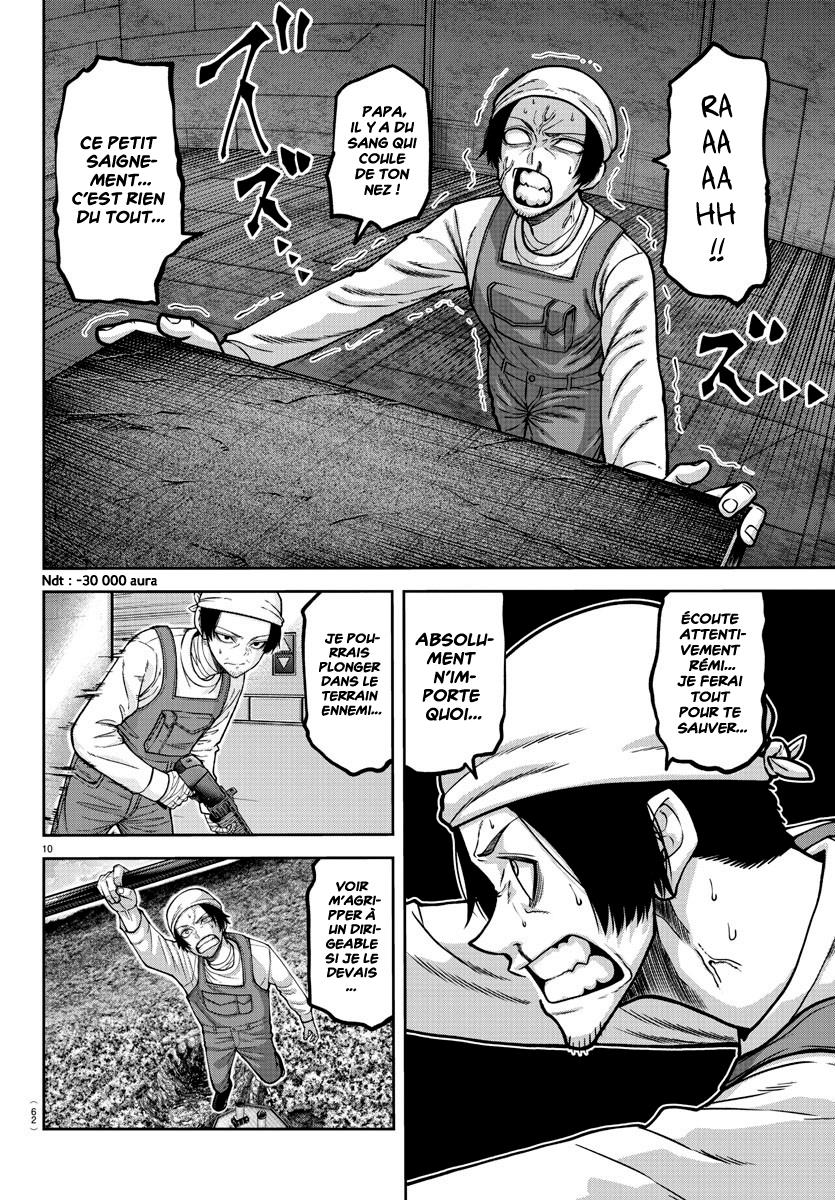 RA
AA
AA
HH
!!
PAPA,
IL Y A DU
SANG QUI
COULE
DE TON
NEZ !
CE PETIT
SAIGNE-
MENT...
C'EST RIEN
DU TOUT...
ズズ
ズズ
ズズ...
Ndt : -30 000 aura
ÉCOUTE
ATTENTI-
VEMENT
RÉMI...
JE FERAI
TOUT
POUR TE
SAUVER...
ABSOLU-
MENT
N'IM-
PORTE
QUOI...
JE POUR-
RAIS
PLONGER
DANS LE
TERRAIN
ENNEMI...
10
VOIR
M'AGRIP-
PER À
UN DIRI-
GEABLE
SI JE LE
DEVAIS
...
(62)